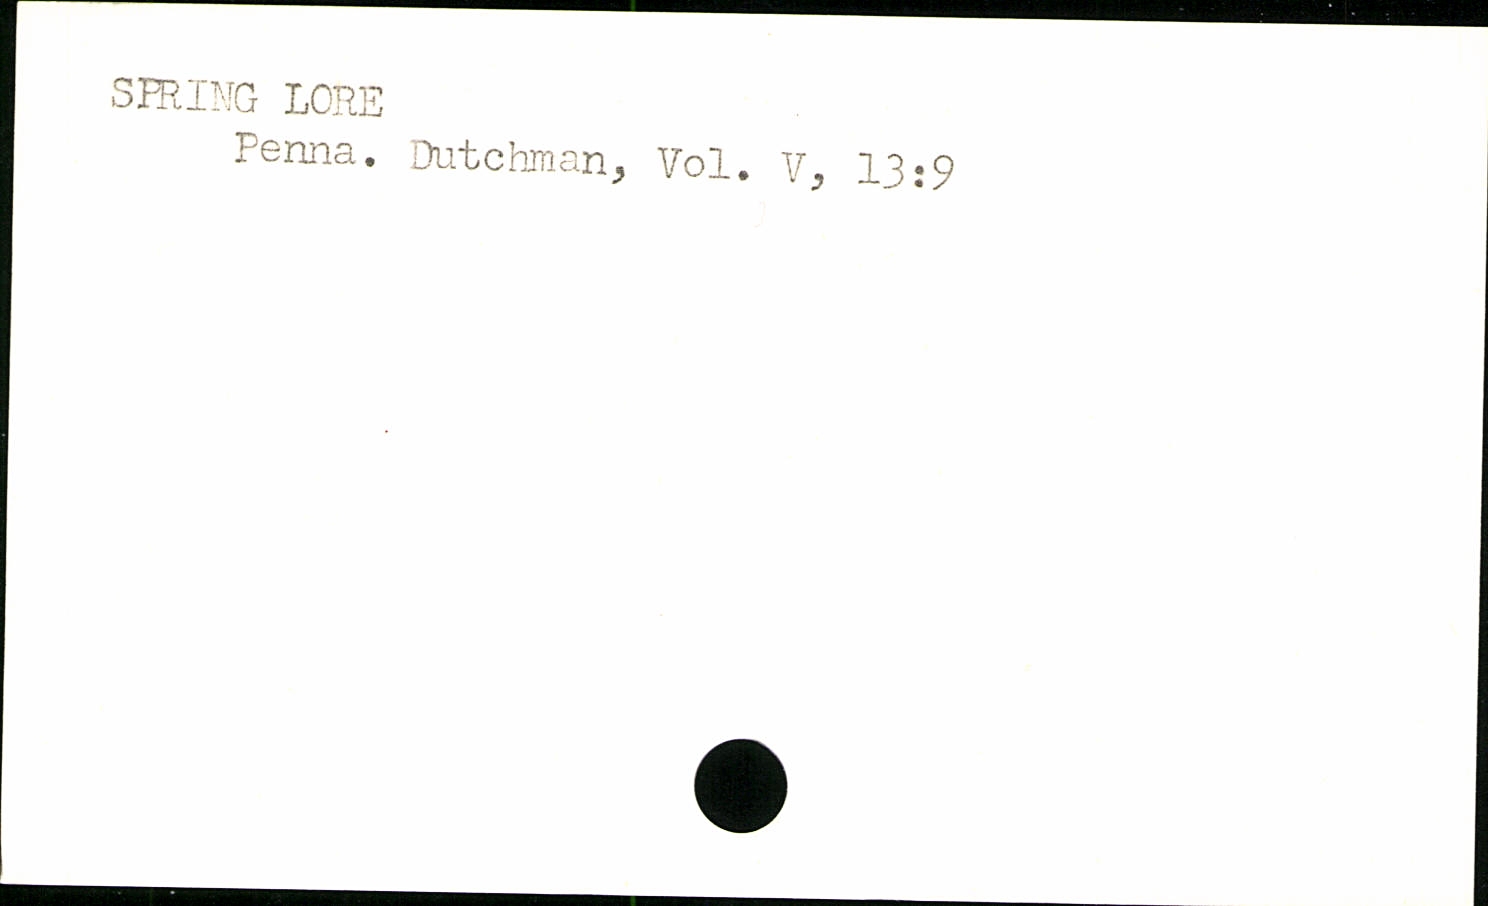 SPRING LORE
Penna. Dutchman, Vol. V, 13:9